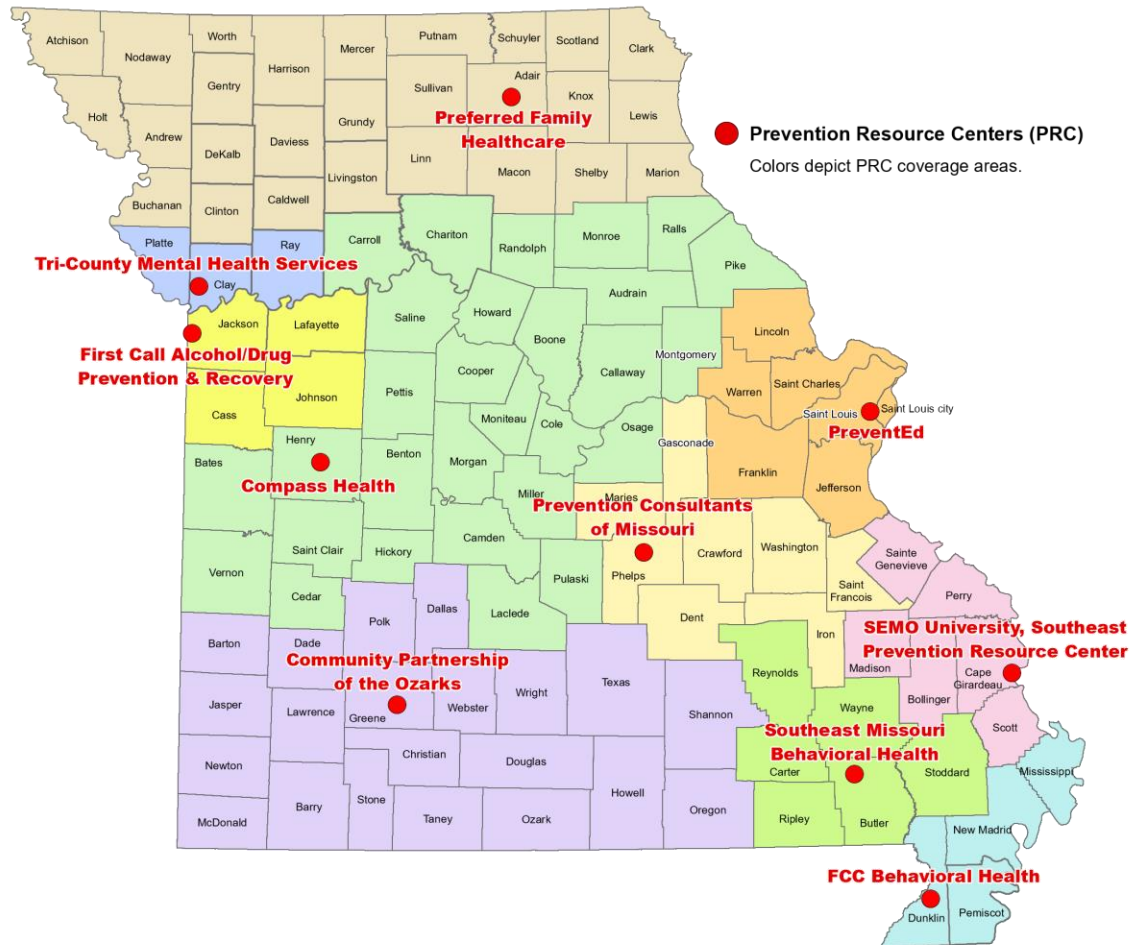 Atchison
Nodaway
Worth
Harrison
Mercer
Putnam
Schuyler
Scotland
Clark
Gentry
Sullivan
Adair
Knox
Holt
Andrew
DeKalb
Daviess
Grundy
Lewis
Preferred Family
Healthcare
Linn
Macon
Shelby
Marion
Livingston
Buchanan
Clinton
Caldwell
Prevention Resource Centers (PRC)
Colors depict PRC coverage areas.
Platte
Ray
Carroll
Chariton
Randolph
Monroe
Ralls
Pike
Tri-County Mental Health Services
Clay
Audrain
Jackson
Lafayette
Saline
Howard
Boone
Lincoln
First Call Alcohol/Drug
Prevention & Recovery
Cooper
Callaway
Montgomery
Warren
Saint Charles
Cass
Johnson
Pettis
Moniteau
Cole
Osage
Gasconade
Saint Louis
Saint Louis city
PreventEd
Henry
Bates
Benton
Morgan
Miller
Franklin
Jefferson
Compass Health
Maries
Prevention Consultants
of Missouri
Saint Clair
Hickory
Camden
Pulaski
Phelps
Crawford
Washington
Sainte
Genevieve
Vernon
Cedar
Laclede
Dent
Saint
Francois
Perry
Polk
Dallas
Iron
Barton
Dade
SEMO University, Southeast
Prevention Resource Center
Madison
Cape
Girardeau
Bollinger
Community Partnership
of the Ozarks
Greene
Webster
Wright
Texas
Reynolds
Jasper
Lawrence
Shannon
Wayne
Scott
Southeast Missouri
Behavioral Health
Christian
Douglas
Carter
Stoddard
Mississippi
Newton
Barry
Stone
Taney
Ozark
Howell
Oregon
Ripley
Butler
McDonald
New Madrid
FCC Behavioral Health
Dunklin
Pemiscot